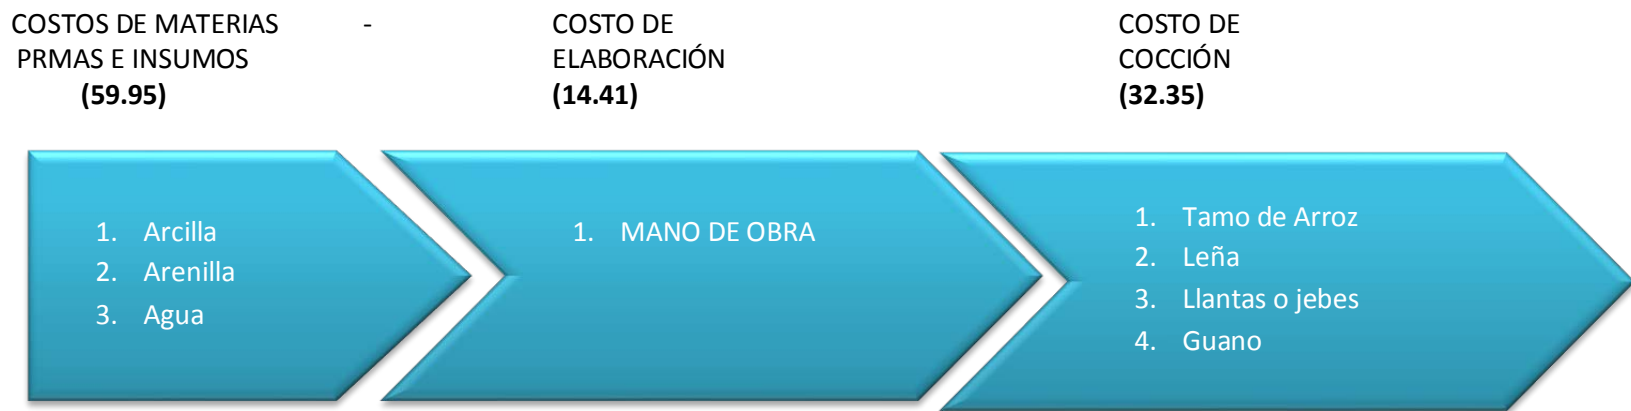 COSTOS DE MATERIAS -
PRMAS E INSUMOS
(59.95)
COSTO DE
ELABORACIÓN
(14.41)
COSTO DE
COCCIÓN
(32.35)
1. Arcilla
2. Arenilla
3. Agua
1. MANO DE OBRA
1. Tamo de Arroz
2. Leña
3. Llantas o jebes
4. Guano